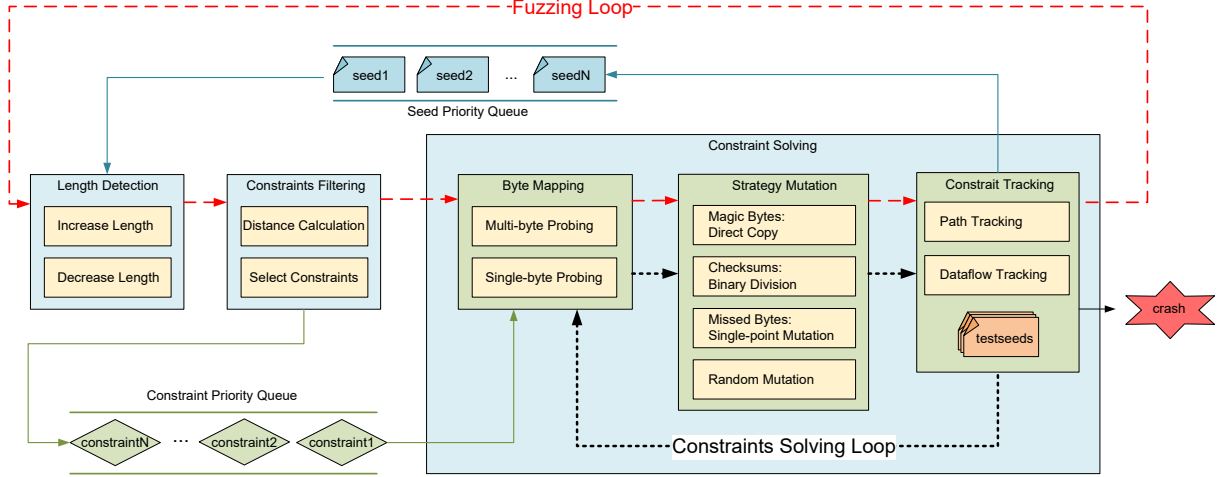 Fuzzing Loop
seed1
seed2
...
seedN
Seed Priority Queue
Constraint Solving
Length Detection
Increase Length
Decrease Length
Constraints Filtering
Distance Calculation
Select Constraints
Byte Mapping
Multi-byte Probing
Single-byte Probing
Strategy Mutation
Magic Bytes:
Direct Copy
Checksums:
Binary Division
Missed Bytes:
Single-point Mutation
Random Mutation
Constrait Tracking
Path Tracking
Dataflow Tracking
testseeds
crash
Constraint Priority Queue
constraintN
...
constraint2
constraint1
Constraints Solving Loop